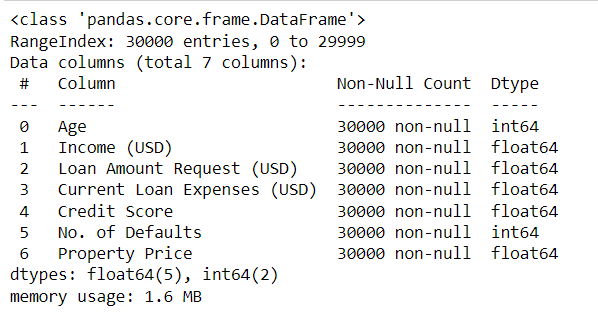 <class 'pandas.core.frame.DataFrame'>
RangeIndex: 30000 entries, 0 to 29999
Data columns (total 7 columns):
 #   Column                       Non-Null Count  Dtype
---  ------                       --------------  -----
 0   Age                          30000 non-null  int64
 1   Income (USD)                 30000 non-null  float64
 2   Loan Amount Request (USD)    30000 non-null  float64
 3   Current Loan Expenses (USD)  30000 non-null  float64
 4   Credit Score                 30000 non-null  float64
 5   No. of Defaults              30000 non-null  int64
 6   Property Price               30000 non-null  float64
dtypes: float64(5), int64(2)
memory usage: 1.6 MB